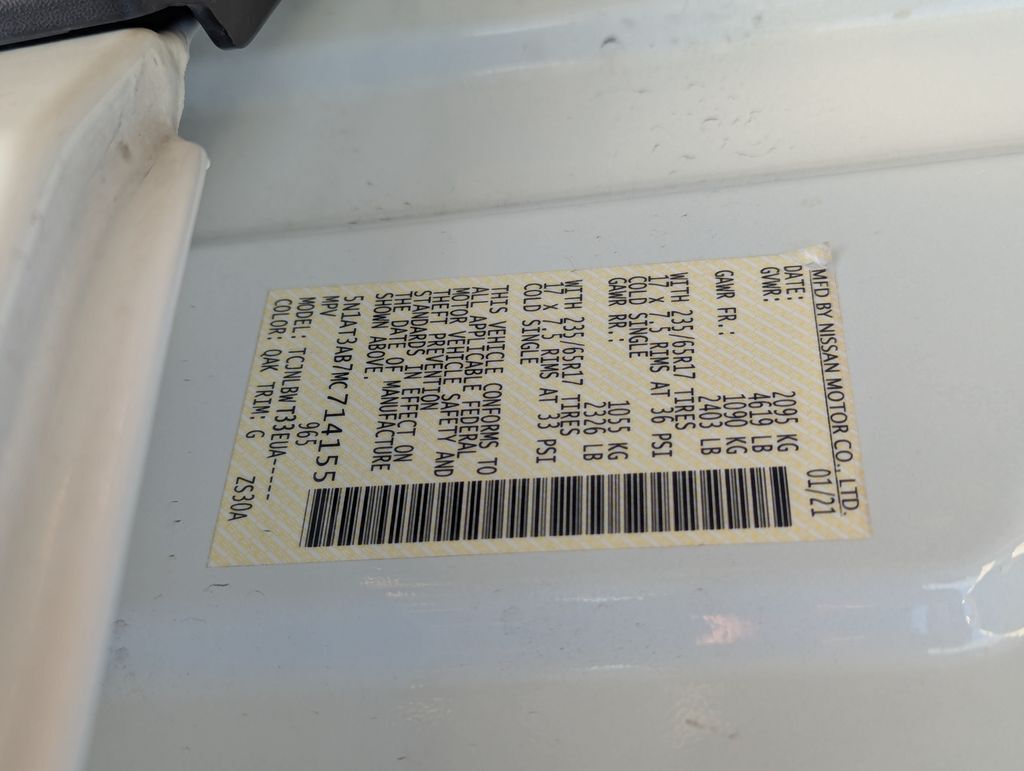 MFD BY NISSAN MOTOR CO., LTD.
DATE: 01/21
GVWR: 2095 KG
4619 LB
GAWR FR.: 1090 KG
2403 LB
WITH 235/65R17 TIRES
17 X 7.5 RIMS AT 36 PSI
COLD SINGLE
GAWR RR.: 1055 KG
2326 LB
WITH 235/65R17 TIRES
17 X 7.5 RIMS AT 33 PSI
COLD SINGLE
THIS VEHICLE CONFORMS TO
ALL APPLICABLE FEDERAL
MOTOR VEHICLE SAFETY AND
THEFT PREVENTION
STANDARDS IN EFFECT ON
THE DATE OF MANUFACTURE
SHOWN ABOVE.
5N1AT3AB7MC714155
MPV 965
MODEL: TCJNLBWT33EUA------
COLOR: QAK TRIM: G ZS30A